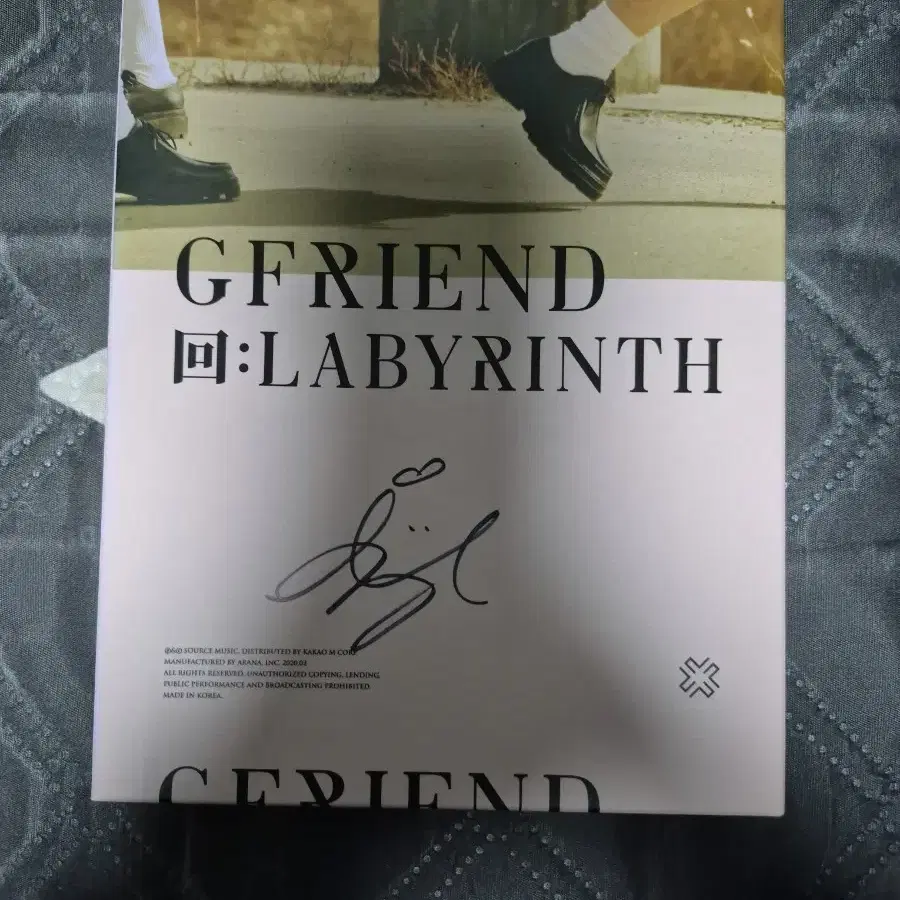 GFRIEND
回:LABYRINTH
℗&© SOURCE MUSIC. DISTRIBUTED BY KAKAO M CORP.
MANUFACTURED BY ARANA, INC. 2020.03
ALL RIGHTS RESERVED. UNAUTHORIZED COPYING, LENDING,
PUBLIC PERFORMANCE AND BROADCASTING PROHIBITED.
MADE IN KOREA.
GFRIEND